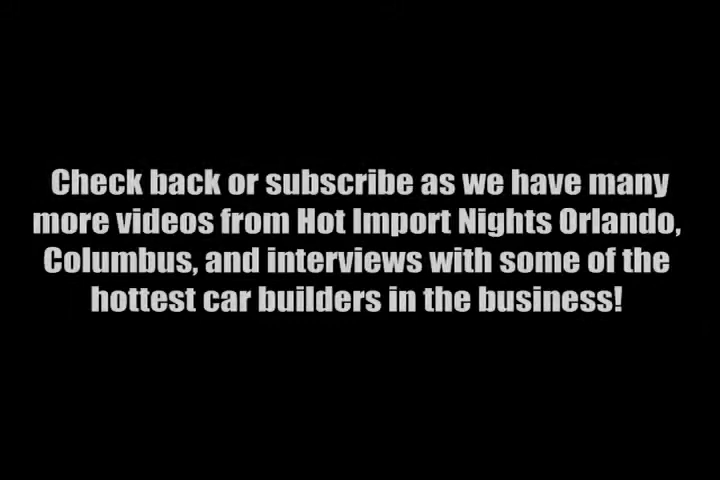 Check back or subscribe as we have many
more videos from Hot Import Nights Orlando,
Columbus, and interviews with some of the
hottest car builders in the business!